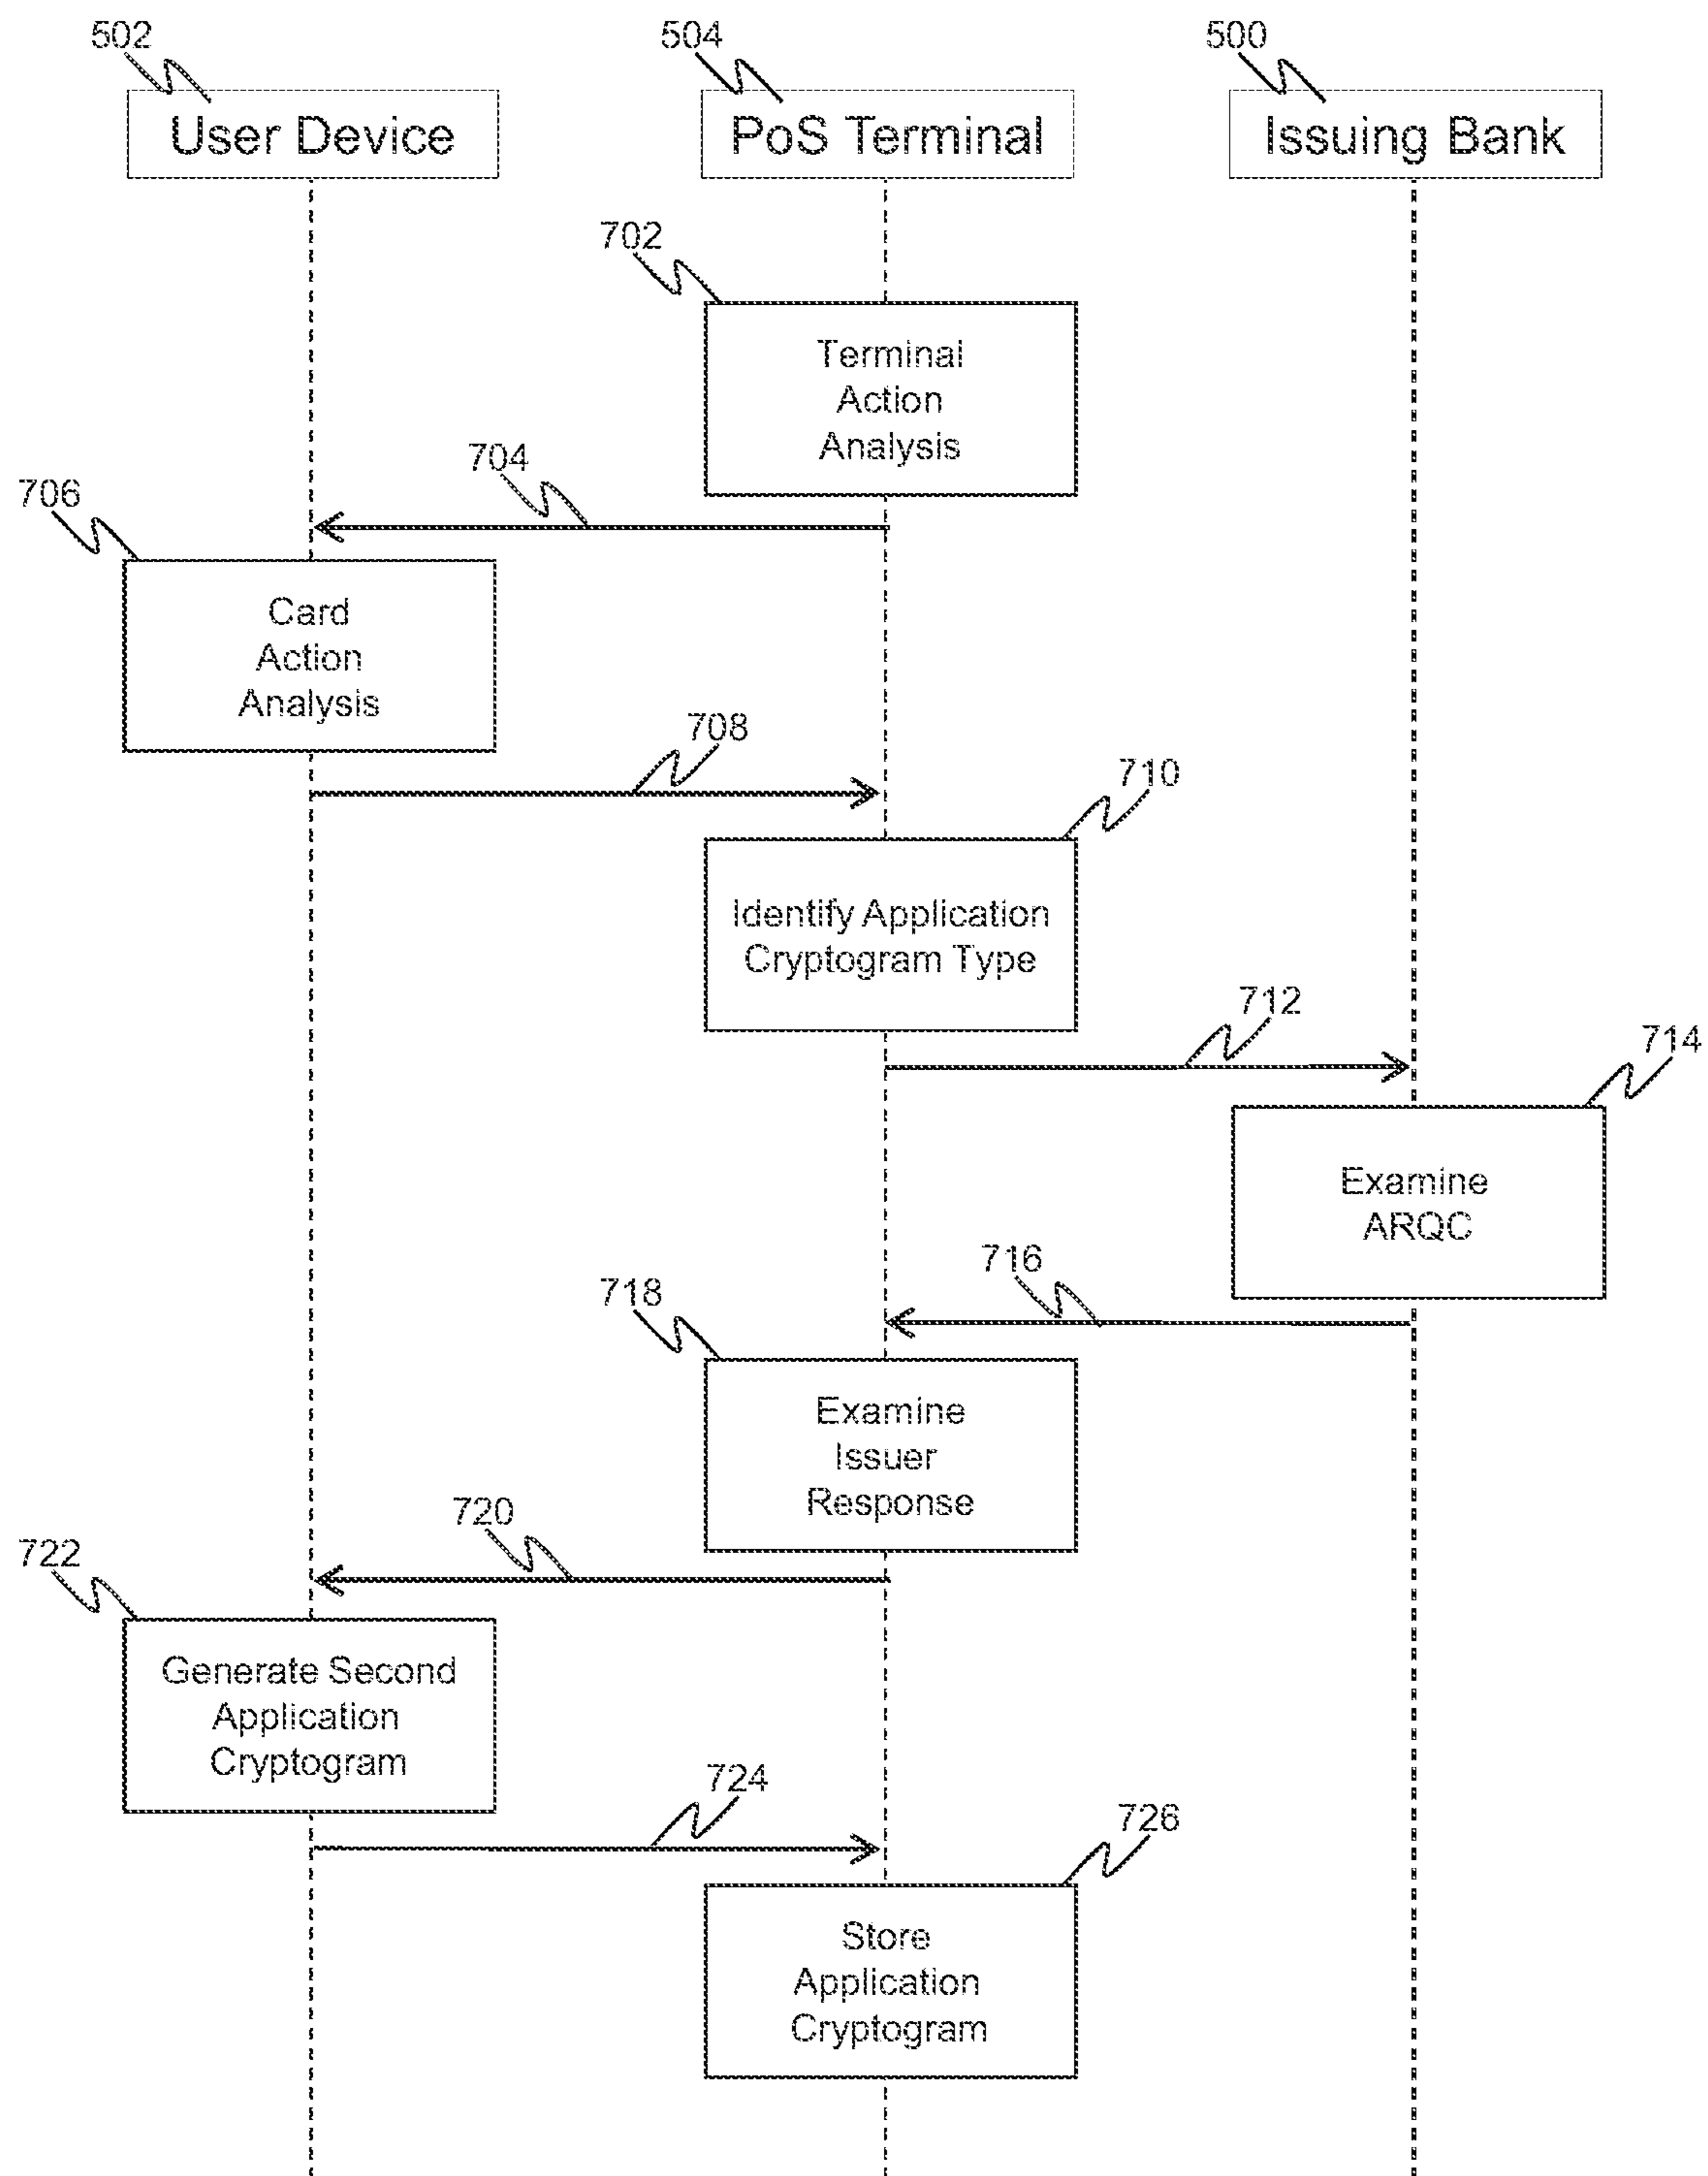 502
504
500
User Device
PoS Terminal
Issuing Bank
702
Terminal
Action
Analysis
704
706
Card
Action
Analysis
708
710
Identify Application
Cryptogram Type
712
714
Examine
ARQC
716
718
Examine
Issuer
Response
720
722
Generate Second
Application
Cryptogram
724
726
Store
Application
Cryptogram